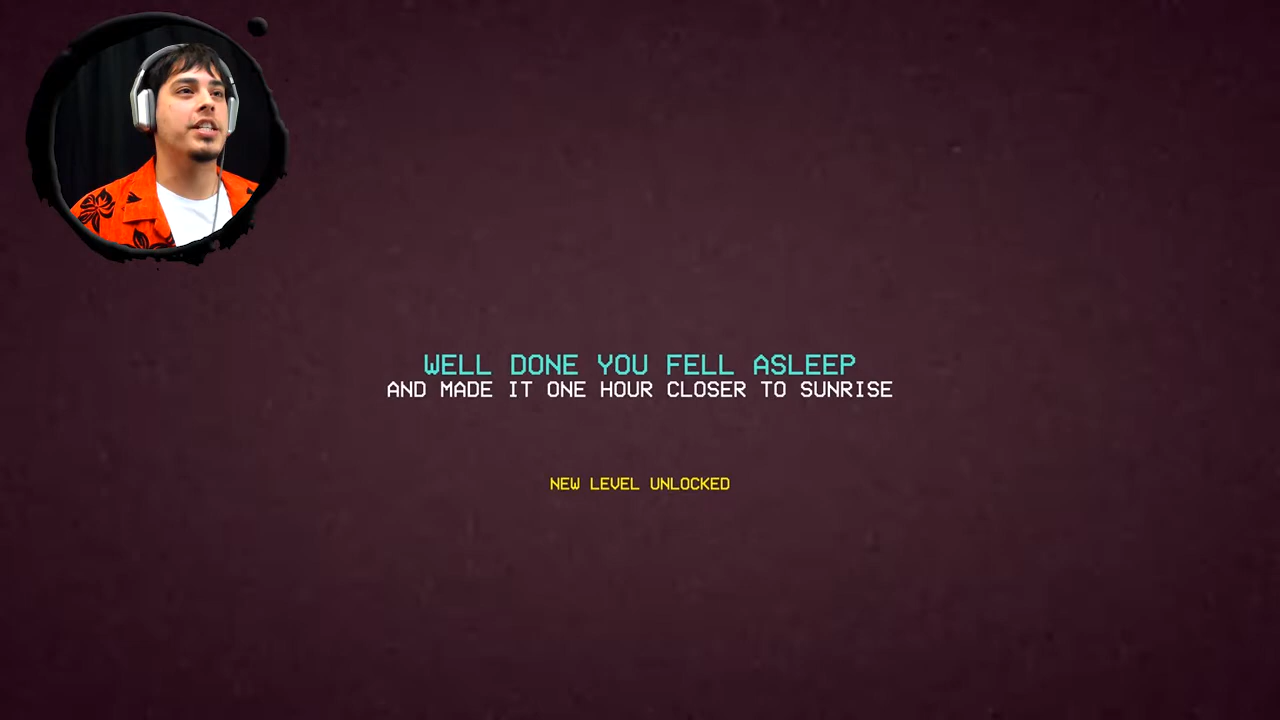 WELL DONE YOU FELL ASLEEP
AND MADE IT ONE HOUR CLOSER TO SUNRISE
NEW LEVEL UNLOCKED